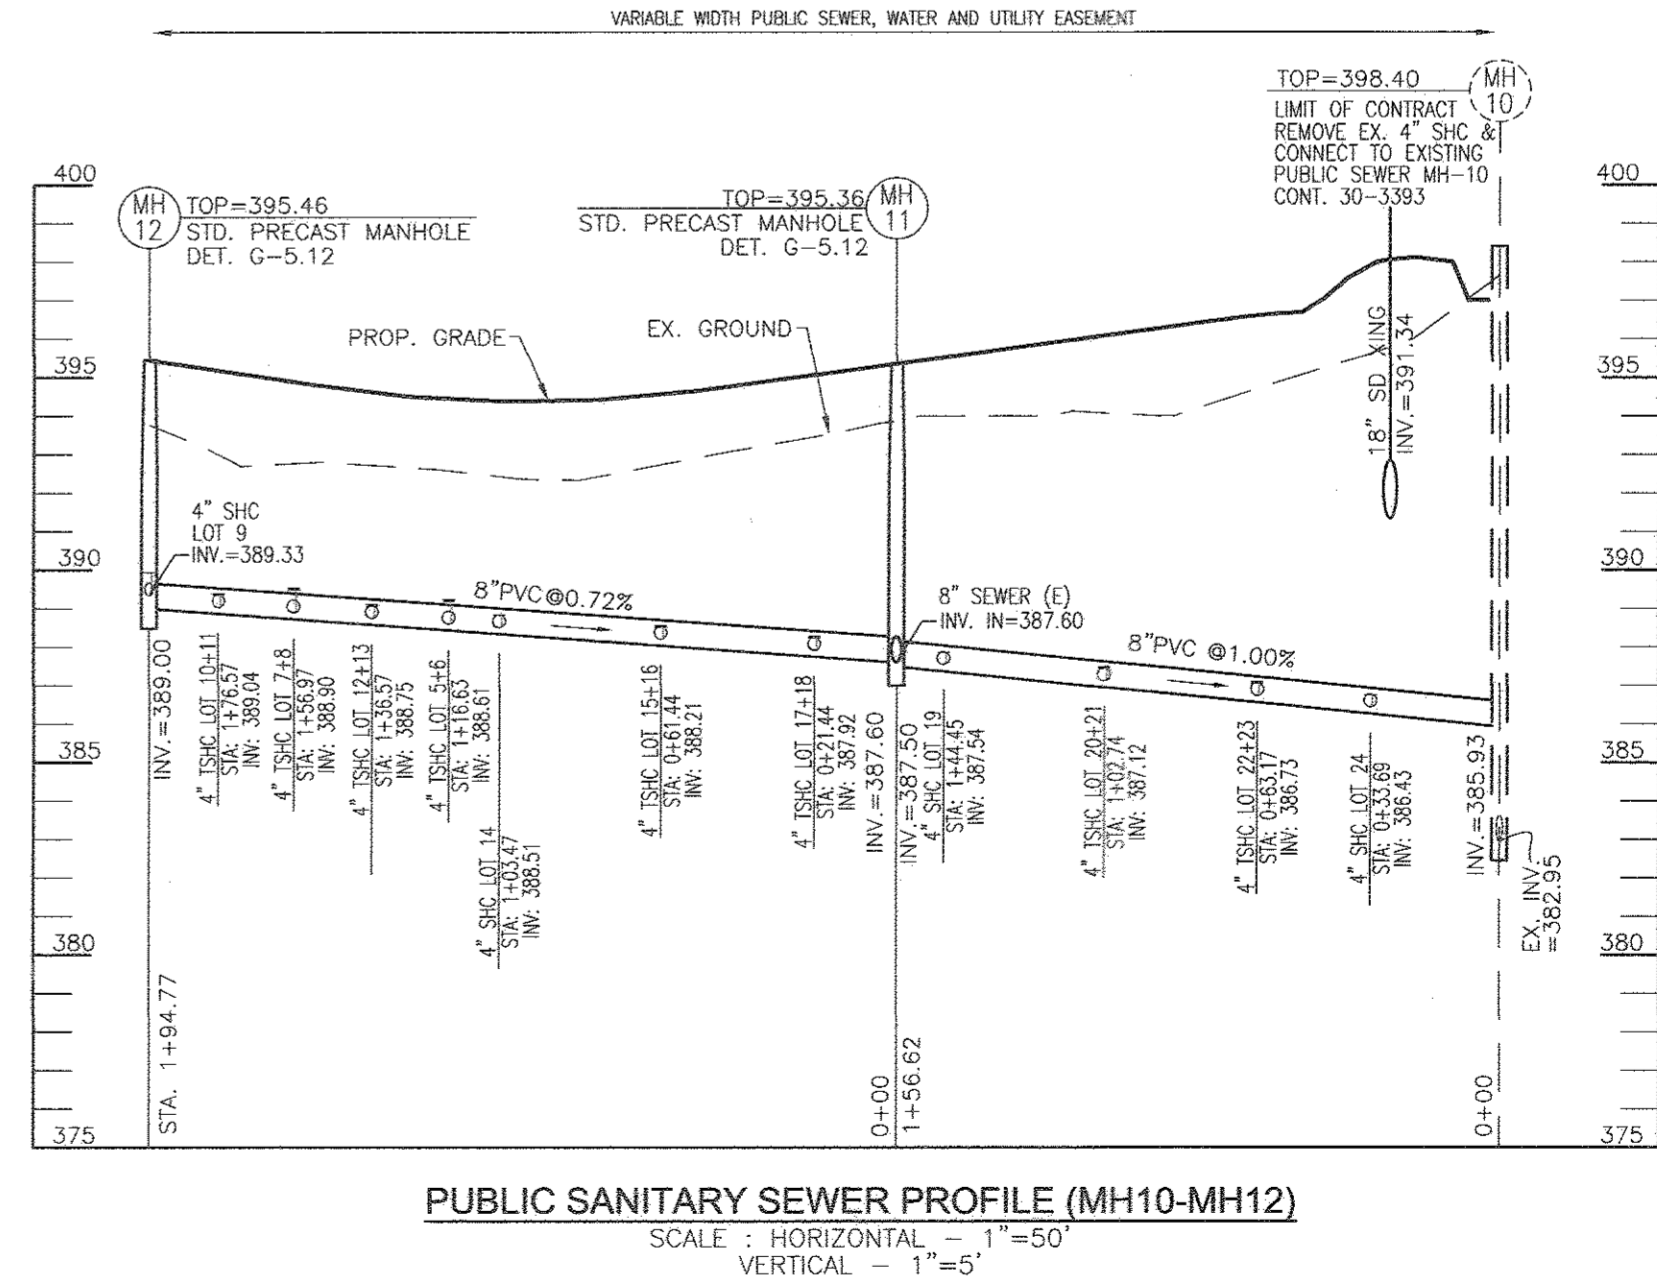 VARIABLE WIDTH PUBLIC SEWER, WATER AND UTILITY EASEMENT
TOP=398.40
MH
10
LIMIT OF CONTRACT
REMOVE EX. 4" SHC &
CONNECT TO EXISTING
PUBLIC SEWER MH-10
CONT. 30-3393
400
400
MH
12
TOP=395.46
STD. PRECAST MANHOLE
DET. G-5.12
TOP=395.36
STD. PRECAST MANHOLE
DET. G-5.12
MH
11
PROP. GRADE
EX. GROUND
18" SD XING
INV.=391.34
395
395
4" SHC
LOT 9
INV.=389.33
390
390
8"PVC@0.72%
8" SEWER (E)
INV. IN=387.60
8"PVC @1.00%
INV.=389.00
4" TSHC LOT 10+11
STA: 1+76.57
INV: 389.04
4" TSHC LOT 7+8
STA: 1+56.97
INV: 388.90
4" TSHC LOT 12+13
STA: 1+36.57
INV: 388.75
4" TSHC LOT 5+6
STA: 1+16.63
INV: 388.61
4" SHC LOT 14
STA: 1+03.47
INV: 388.51
4" TSHC LOT 15+16
STA: 0+61.44
INV: 388.21
4" TSHC LOT 17+18
STA: 0+21.44
INV: 387.92
INV.=387.60
INV.=387.50
4" SHC LOT 19
STA: 1+44.45
INV: 387.54
4" TSHC LOT 20+21
STA: 1+02.74
INV: 387.12
4" TSHC LOT 22+23
STA: 0+63.17
INV: 386.73
4" SHC LOT 24
STA: 0+33.69
INV: 386.43
INV.=385.93
EX. INV.
=382.95
385
385
380
380
STA. 1+94.77
0+00
1+56.62
0+00
375
375
PUBLIC SANITARY SEWER PROFILE (MH10-MH12)
SCALE : HORIZONTAL - 1"=50'
VERTICAL - 1"=5'